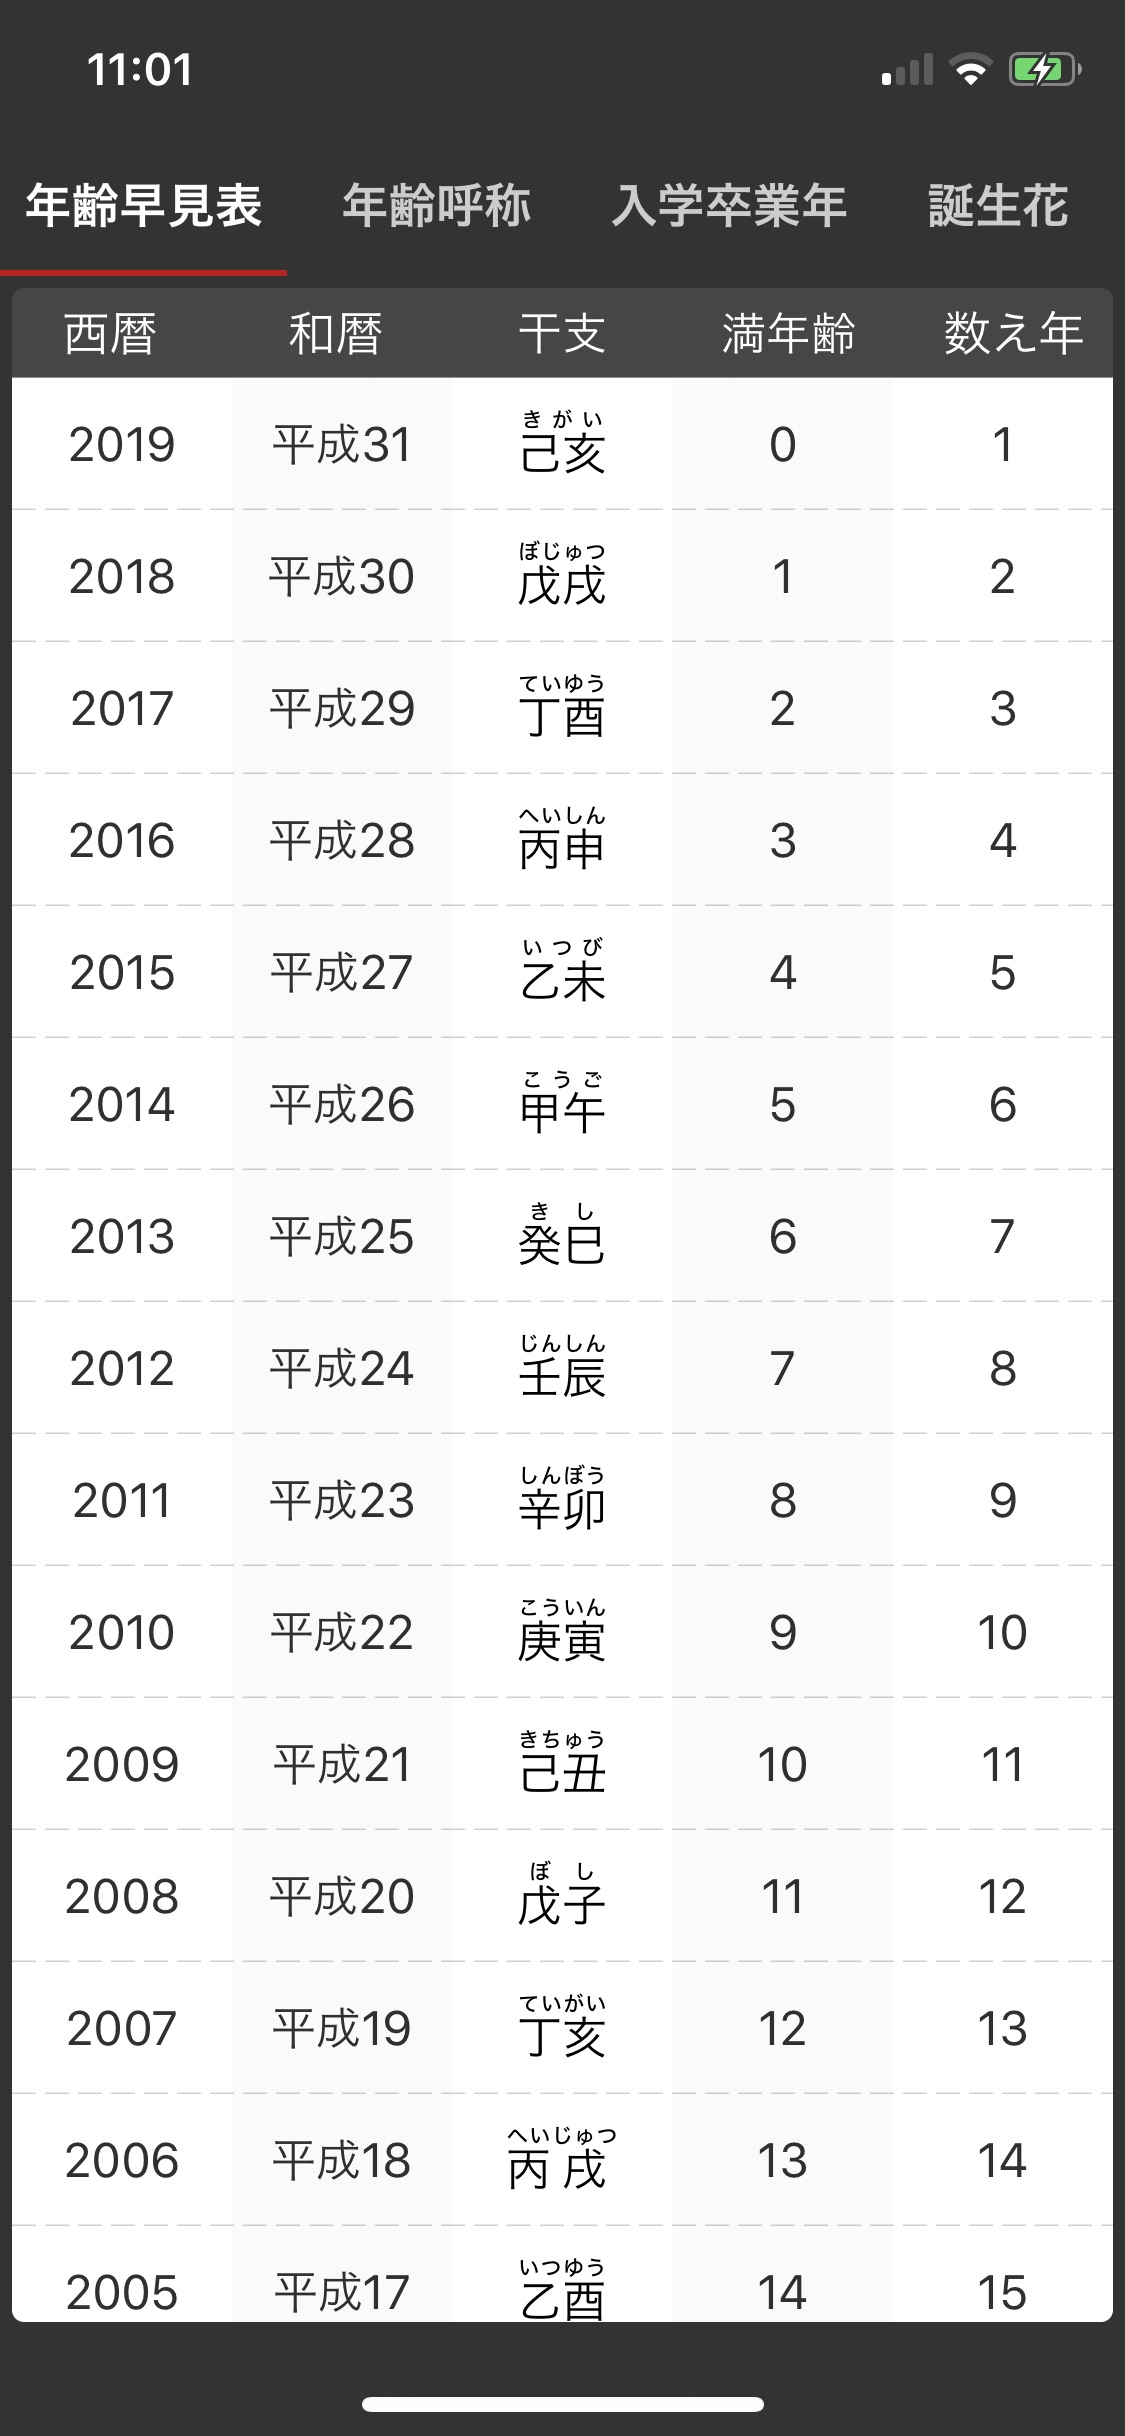 11:01
年齢早見表 年齢呼称 入学卒業年 誕生花
西暦 和暦 干支 満年齢 数え年
きがい
2019 平成31 己亥 0 1
ぼじゅつ
2018 平成30 戊戌 1 2
ていゆう
2017 平成29 丁酉 2 3
へいしん
2016 平成28 丙申 3 4
いつび
2015 平成27 乙未 4 5
こうご
2014 平成26 甲午 5 6
きし
2013 平成25 癸巳 6 7
じんしん
2012 平成24 壬辰 7 8
しんぼう
2011 平成23 辛卯 8 9
こういん
2010 平成22 庚寅 9 10
きちゅう
2009 平成21 己丑 10 11
ぼし
2008 平成20 戊子 11 12
ていがい
2007 平成19 丁亥 12 13
へいじゅつ
2006 平成18 丙戌 13 14
いつゆう
2005 平成17 乙酉 14 15